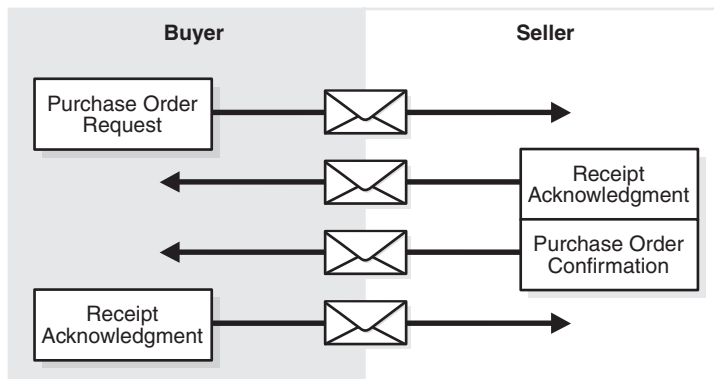 Buyer
Seller
Purchase Order
Request
Receipt
Acknowledgment
Purchase Order
Confirmation
Receipt
Acknowledgment